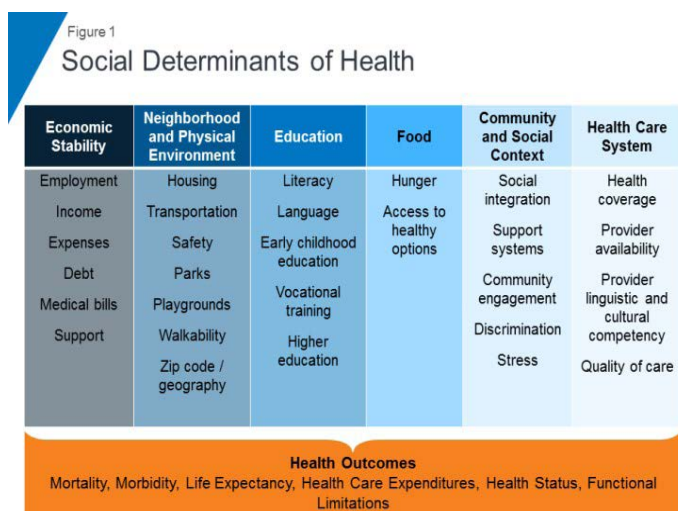 Figure 1
Social Determinants of Health
Economic
Stability
Neighborhood
and Physical
Environment
Education
Food
Community
and Social
Context
Health Care
System
Employment
Income
Expenses
Debt
Medical bills
Support
Housing
Transportation
Safety
Parks
Playgrounds
Walkability
Zip code /
geography
Literacy
Language
Early childhood
education
Vocational
training
Higher
education
Hunger
Access to
healthy
options
Social
integration
Support
systems
Community
engagement
Discrimination
Stress
Health
coverage
Provider
availability
Provider
linguistic and
cultural
competency
Quality of care
Health Outcomes
Mortality, Morbidity, Life Expectancy, Health Care Expenditures, Health Status, Functional
Limitations